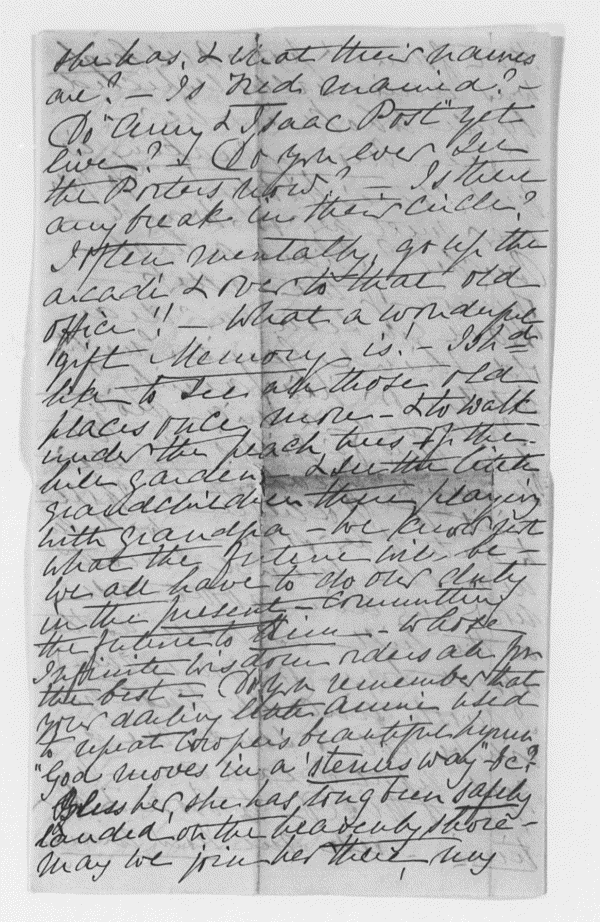 she has, & what their names
are? - Is Fred married? -
Do "Amy & Isaac Post" yet
live? - Do you ever see
the Porters now? - Is there
any break in their circle?
I often mentally, go up the
arcade & over to that old
office!! - What a wonderful
gift Memory is! - I shd
like to see all those old
places once more - & to walk
under the peach trees of the
hill garden, & see the little
grandchildren there playing
with grandpa - we know not
what the future will be -
we all have to do our duty
in the present - committing
the future to Him - whose
Infinite wisdom orders all for
the best - Do you remember that
your darling little Annie used
to repeat Cowper's beautiful hymn
"God moves in a 'sterus way" - &c?
Bless her, she has long been safely
landed on the heavenly shore -
may we join her there, my